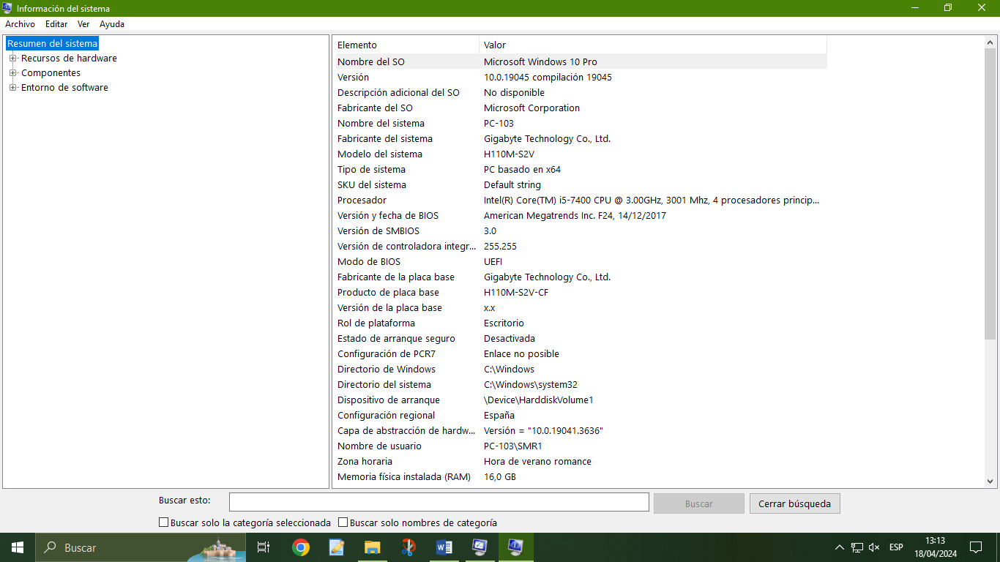 Información del sistema
Archivo Editar Ver Ayuda
Resumen del sistema
Recursos de hardware
Componentes
Entorno de software
Elemento Valor
Nombre del SO Microsoft Windows 10 Pro
Versión 10.0.19045 compilación 19045
Descripción adicional del SO No disponible
Fabricante del SO Microsoft Corporation
Nombre del sistema PC-103
Fabricante del sistema Gigabyte Technology Co., Ltd.
Modelo del sistema H110M-S2V
Tipo de sistema PC basado en x64
SKU del sistema Default string
Procesador Intel(R) Core(TM) i5-7400 CPU @ 3.00GHz, 3001 Mhz, 4 procesadores princip...
Versión y fecha de BIOS American Megatrends Inc. F24, 14/12/2017
Versión de SMBIOS 3.0
Versión de controladora integr... 255.255
Modo de BIOS UEFI
Fabricante de la placa base Gigabyte Technology Co., Ltd.
Producto de placa base H110M-S2V-CF
Versión de la placa base x.x
Rol de plataforma Escritorio
Estado de arranque seguro Desactivada
Configuración de PCR7 Enlace no posible
Directorio de Windows C:\Windows
Directorio del sistema C:\Windows\system32
Dispositivo de arranque \Device\HarddiskVolume1
Configuración regional España
Capa de abstracción de hardw... Versión = "10.0.19041.3636"
Nombre de usuario PC-103\SMR1
Zona horaria Hora de verano romance
Memoria física instalada (RAM) 16,0 GB
Buscar esto: Buscar Cerrar búsqueda
Buscar solo la categoría seleccionada Buscar solo nombres de categoría
Buscar ESP 13:13
18/04/2024